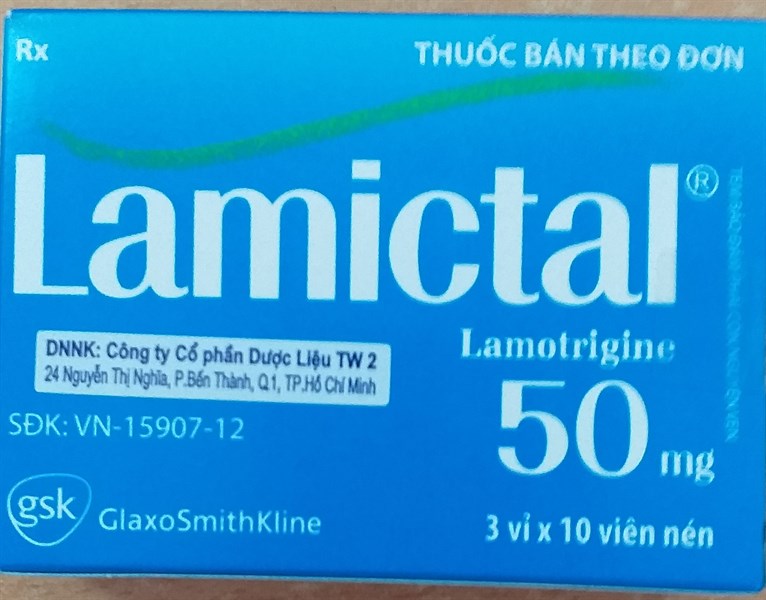 Rx
THUỐC BÁN THEO ĐƠN
Lamictal®
Lamotrigine
50 mg
3 vỉ x 10 viên nén
DNNK: Công ty Cổ phần Dược Liệu TW 2
24 Nguyễn Thị Nghĩa, P.Bến Thành, Q1, TP.Hồ Chí Minh
SĐK: VN-15907-12
gsk GlaxoSmithKline